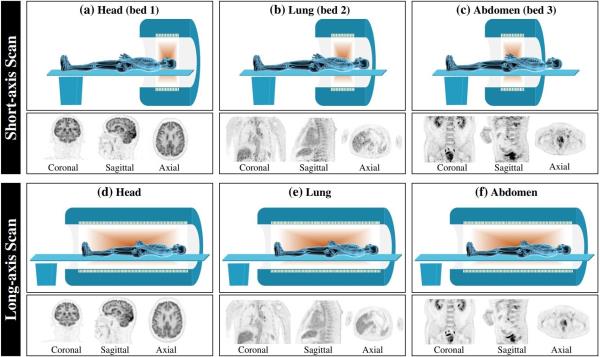 Short-axis Scan
(a) Head (bed 1)
(b) Lung (bed 2)
(c) Abdomen (bed 3)
Coronal Sagittal Axial
Coronal Sagittal Axial
Coronal Sagittal Axial
Long-axis Scan
(d) Head
(e) Lung
(f) Abdomen
Coronal Sagittal Axial
Coronal Sagittal Axial
Coronal Sagittal Axial